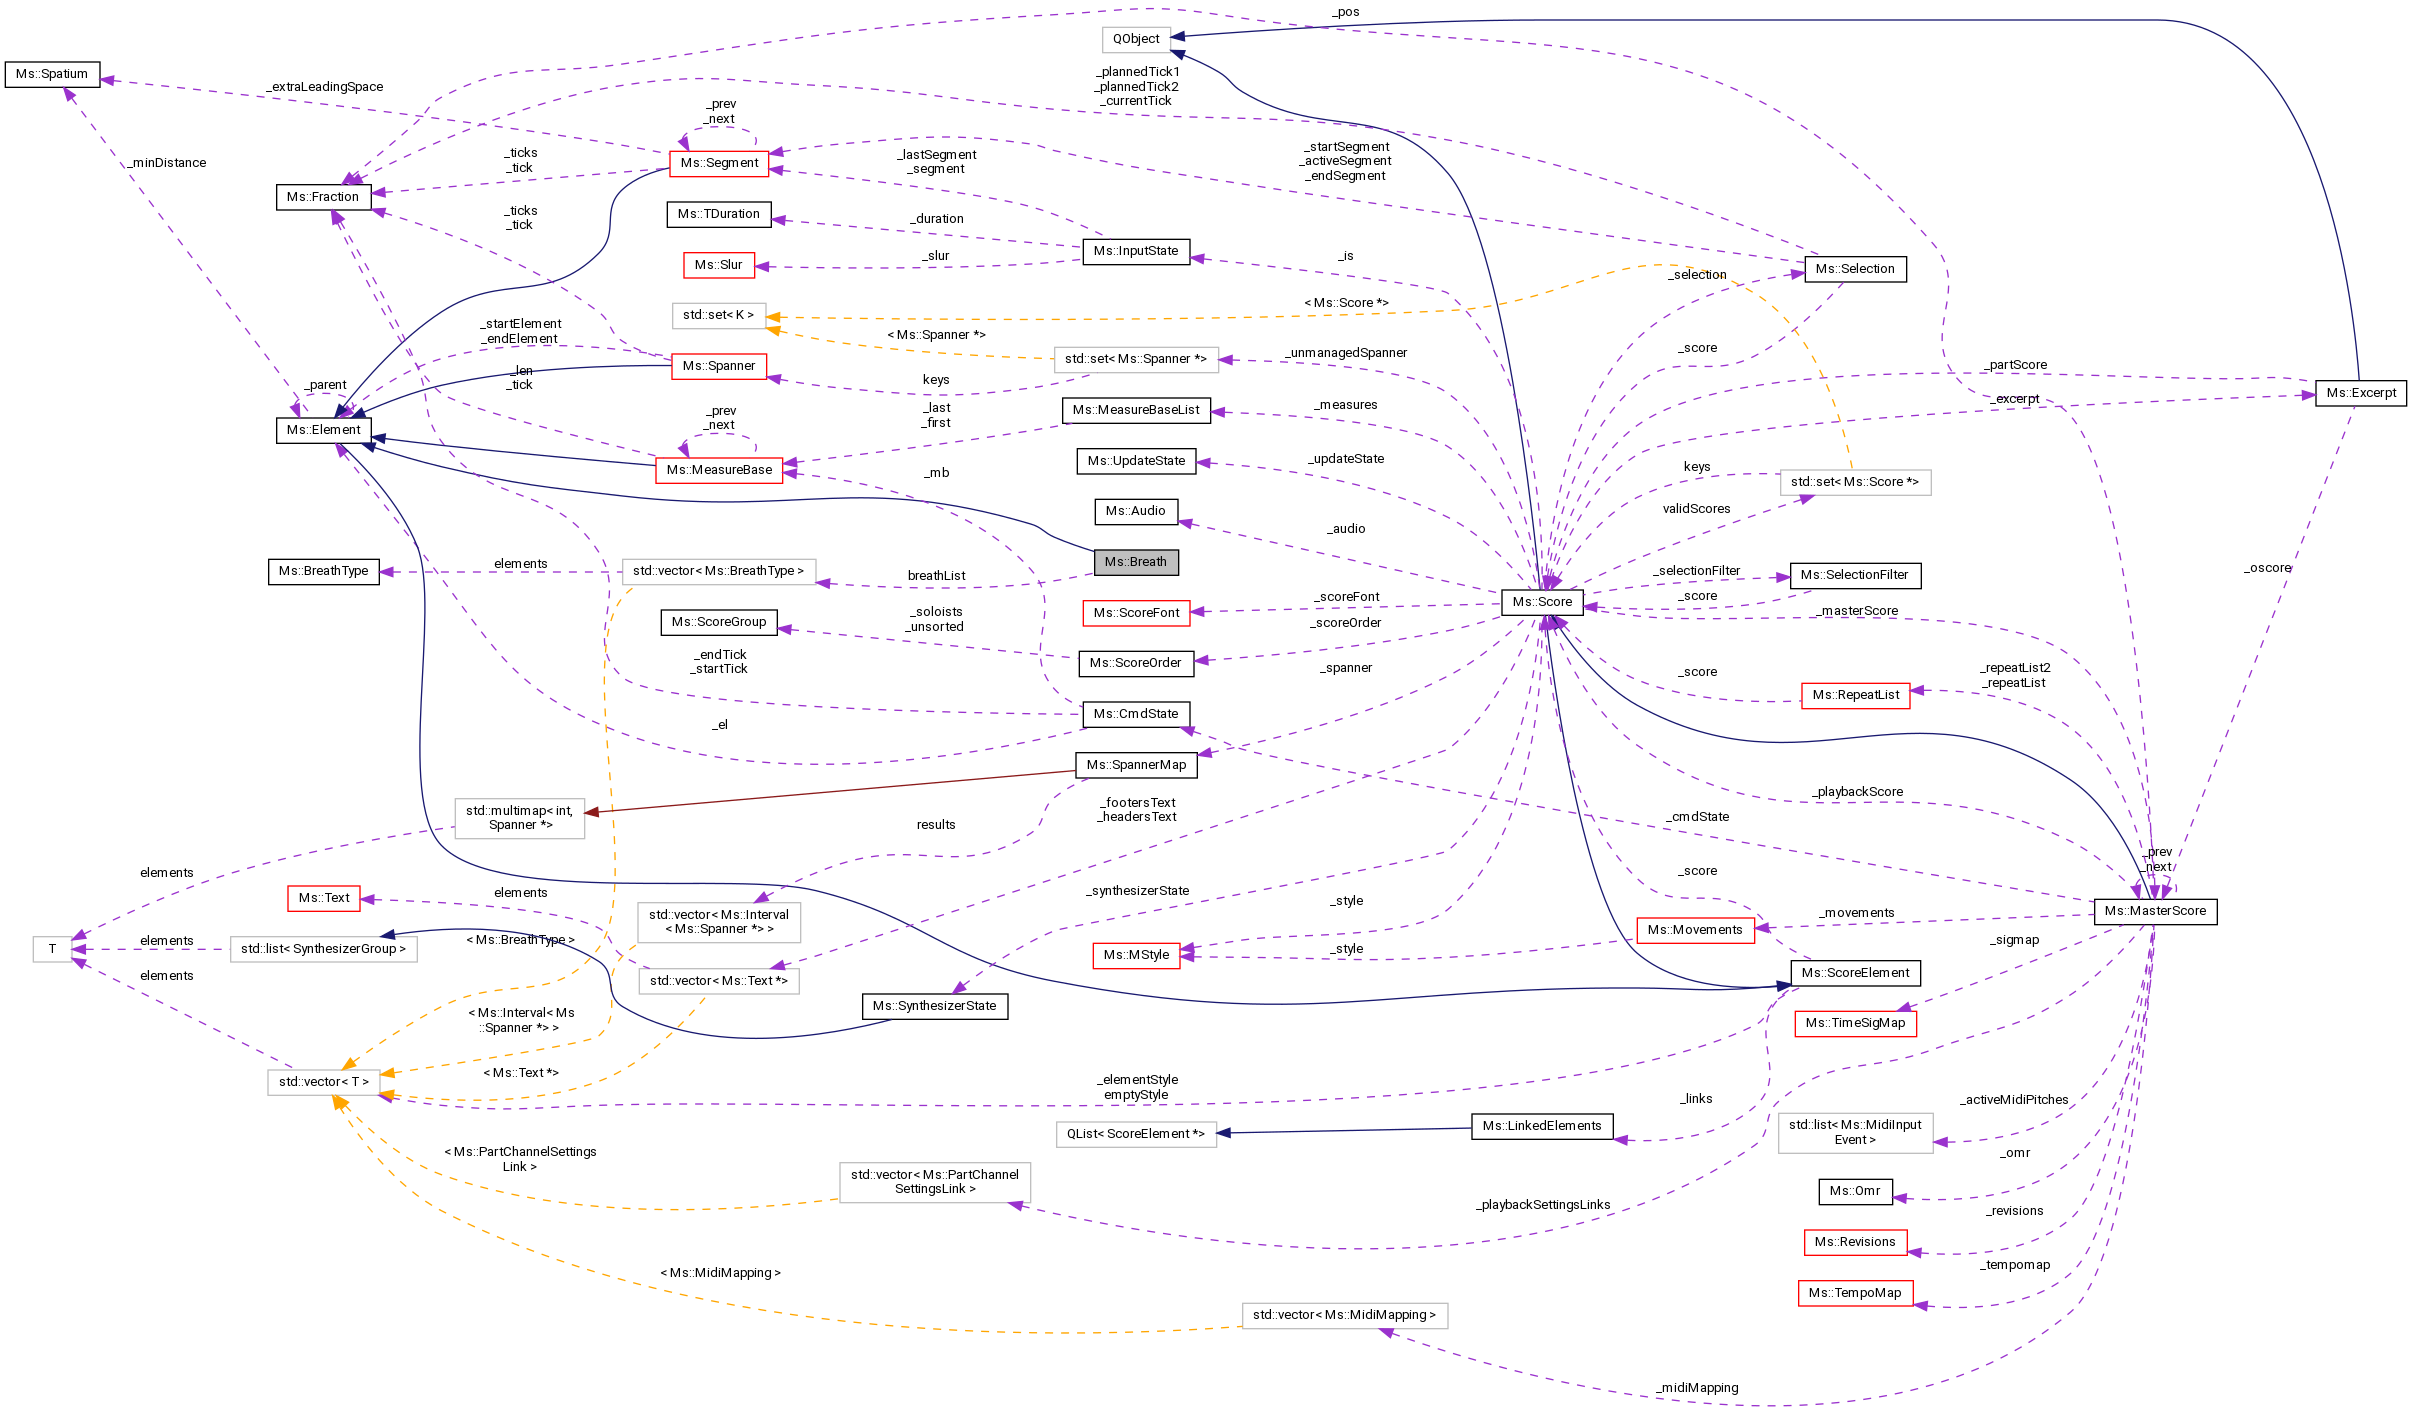 _pos
QObject
Ms::Spatium
_plannedTick1
_plannedTick2
_currentTick
_extraLeadingSpace
_prev
_next
_startSegment
_activeSegment
_endSegment
_ticks
_tick
_lastSegment
_segment
_minDistance
Ms::Segment
Ms::Fraction
Ms::TDuration
_duration
_ticks
_tick
Ms::InputState
_is
_slur
Ms::Slur
Ms::Selection
_selection
< Ms::Score *>
std::set< K >
< Ms::Spanner *>
_startElement
_endElement
_score
_unmanagedSpanner
std::set< Ms::Spanner *>
Ms::Spanner
_partScore
_len
_tick
keys
_parent
Ms::Excerpt
_excerpt
_last
_first
Ms::MeasureBaseList
_measures
_prev
_next
Ms::Element
_updateState
Ms::UpdateState
Ms::MeasureBase
_mb
keys
std::set< Ms::Score *>
validScores
Ms::Audio
_audio
Ms::Breath
elements
Ms::BreathType
std::vector< Ms::BreathType >
breathList
_selectionFilter
Ms::SelectionFilter
_oscore
_scoreFont
_score
Ms::Score
Ms::ScoreFont
_soloists
_unsorted
_scoreOrder
_masterScore
Ms::ScoreGroup
_endTick
_startTick
Ms::ScoreOrder
_spanner
_score
_repeatList2
_repeatList
Ms::RepeatList
Ms::CmdState
_el
Ms::SpannerMap
_playbackScore
std::multimap< int,
Spanner *>
_footersText
_headersText
_cmdState
results
_prev
_next
elements
elements
_synthesizerState
_score
Ms::Text
_style
std::vector< Ms::Interval
< Ms::Spanner *> >
_movements
Ms::MasterScore
Ms::Movements
T
elements
std::list< SynthesizerGroup >
< Ms::BreathType >
_style
Ms::MStyle
_sigmap
elements
std::vector< Ms::Text *>
Ms::ScoreElement
Ms::SynthesizerState
< Ms::Interval< Ms
::Spanner *> >
Ms::TimeSigMap
std::vector< T >
< Ms::Text *>
_elementStyle
emptyStyle
_links
_activeMidiPitches
QList< ScoreElement *>
Ms::LinkedElements
std::list< Ms::MidiInput
Event >
< Ms::PartChannelSettings
Link >
_omr
std::vector< Ms::PartChannel
SettingsLink >
Ms::Omr
_playbackSettingsLinks
_revisions
Ms::Revisions
< Ms::MidiMapping >
_tempomap
Ms::TempoMap
std::vector< Ms::MidiMapping >
_midiMapping